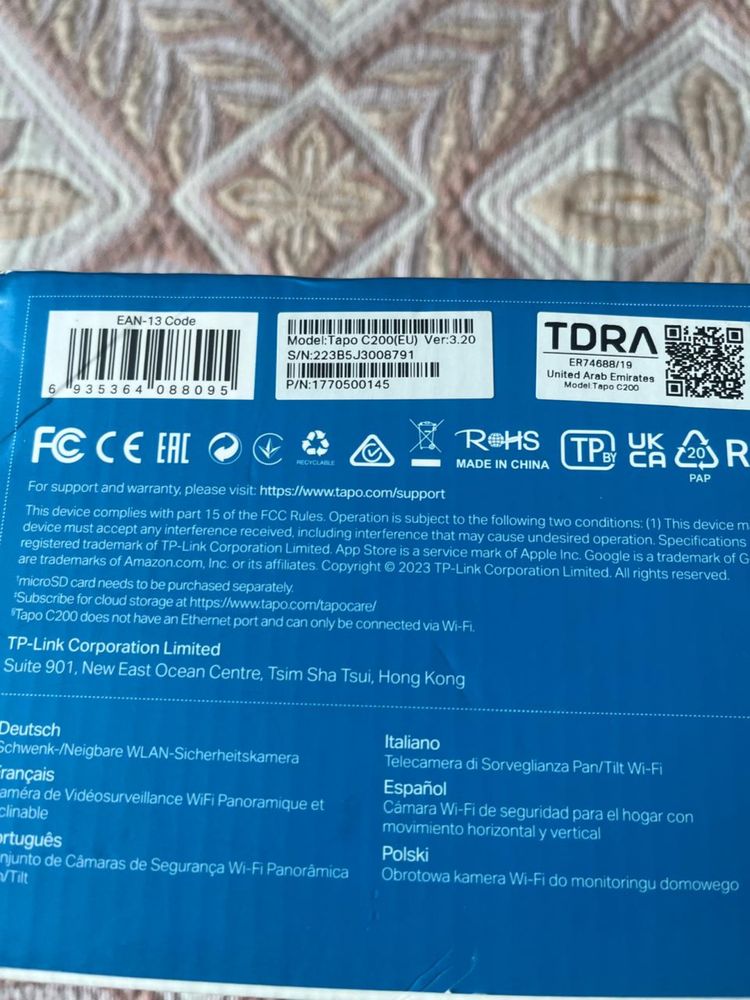 EAN-13 Code
6 935364 088095
Model:Tapo C200(EU) Ver:3.20
S/N:223B5J3008791
P/N:1770500145
TDRA
ER74688/19
United Arab Emirates
Model:Tapo C200
FC CE EAC RECYCLABLE RoHS MADE IN CHINA TP BY UK CA 20 PAP R
For support and warranty, please visit: https://www.tapo.com/support
This device complies with part 15 of the FCC Rules. Operation is subject to the following two conditions: (1) This device
device must accept any interference received, including interference that may cause undesired operation. Specifications
registered trademark of TP-Link Corporation Limited. App Store is a service mark of Apple Inc. Google is a trademark of
are trademarks of Amazon.com, Inc. or its affiliates. Copyright © 2023 TP-Link Corporation Limited. All rights reserved.
†microSD card needs to be purchased separately.
‡Subscribe for cloud storage at https://www.tapo.com/tapocare/
§Tapo C200 does not have an Ethernet port and can only be connected via Wi-Fi.
TP-Link Corporation Limited
Suite 901, New East Ocean Centre, Tsim Sha Tsui, Hong Kong
Deutsch
Schwenk-/Neigbare WLAN-Sicherheitskamera
rançais
améra de Vidéosurveillance WiFi Panoramique et
clinable
ortuguês
njunto de Câmaras de Segurança Wi-Fi Panorâmica
/Tilt
Italiano
Telecamera di Sorveglianza Pan/Tilt Wi-Fi
Español
Cámara Wi-Fi de seguridad para el hogar con
movimiento horizontal y vertical
Polski
Obrotowa kamera Wi-Fi do monitoringu domowego